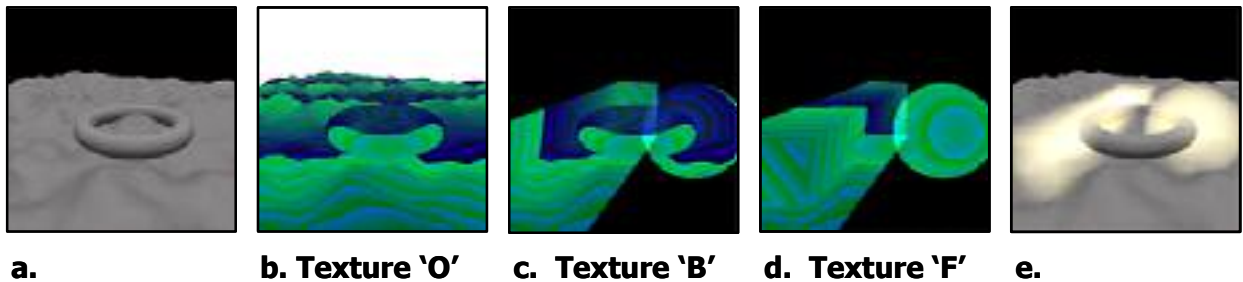 a.
b. Texture ‘O’
c. Texture ‘B’
d. Texture ‘F’
e.